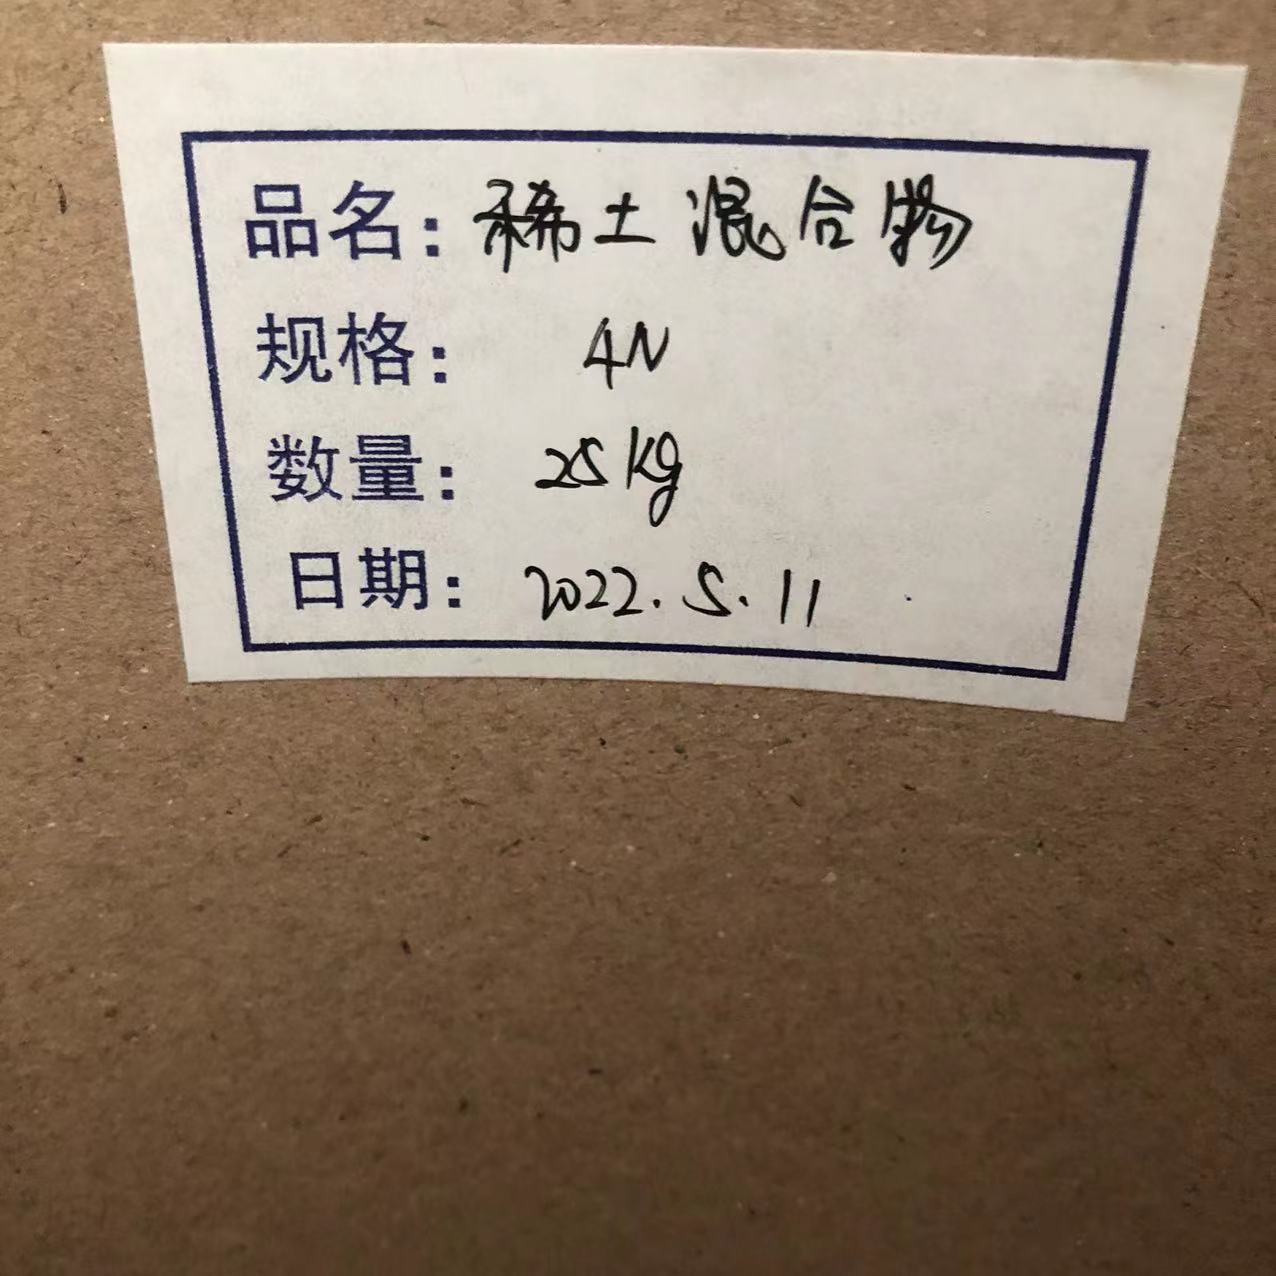 品名：稀土混合物
规格：4N
数量：25Kg
日期：2022.5.11